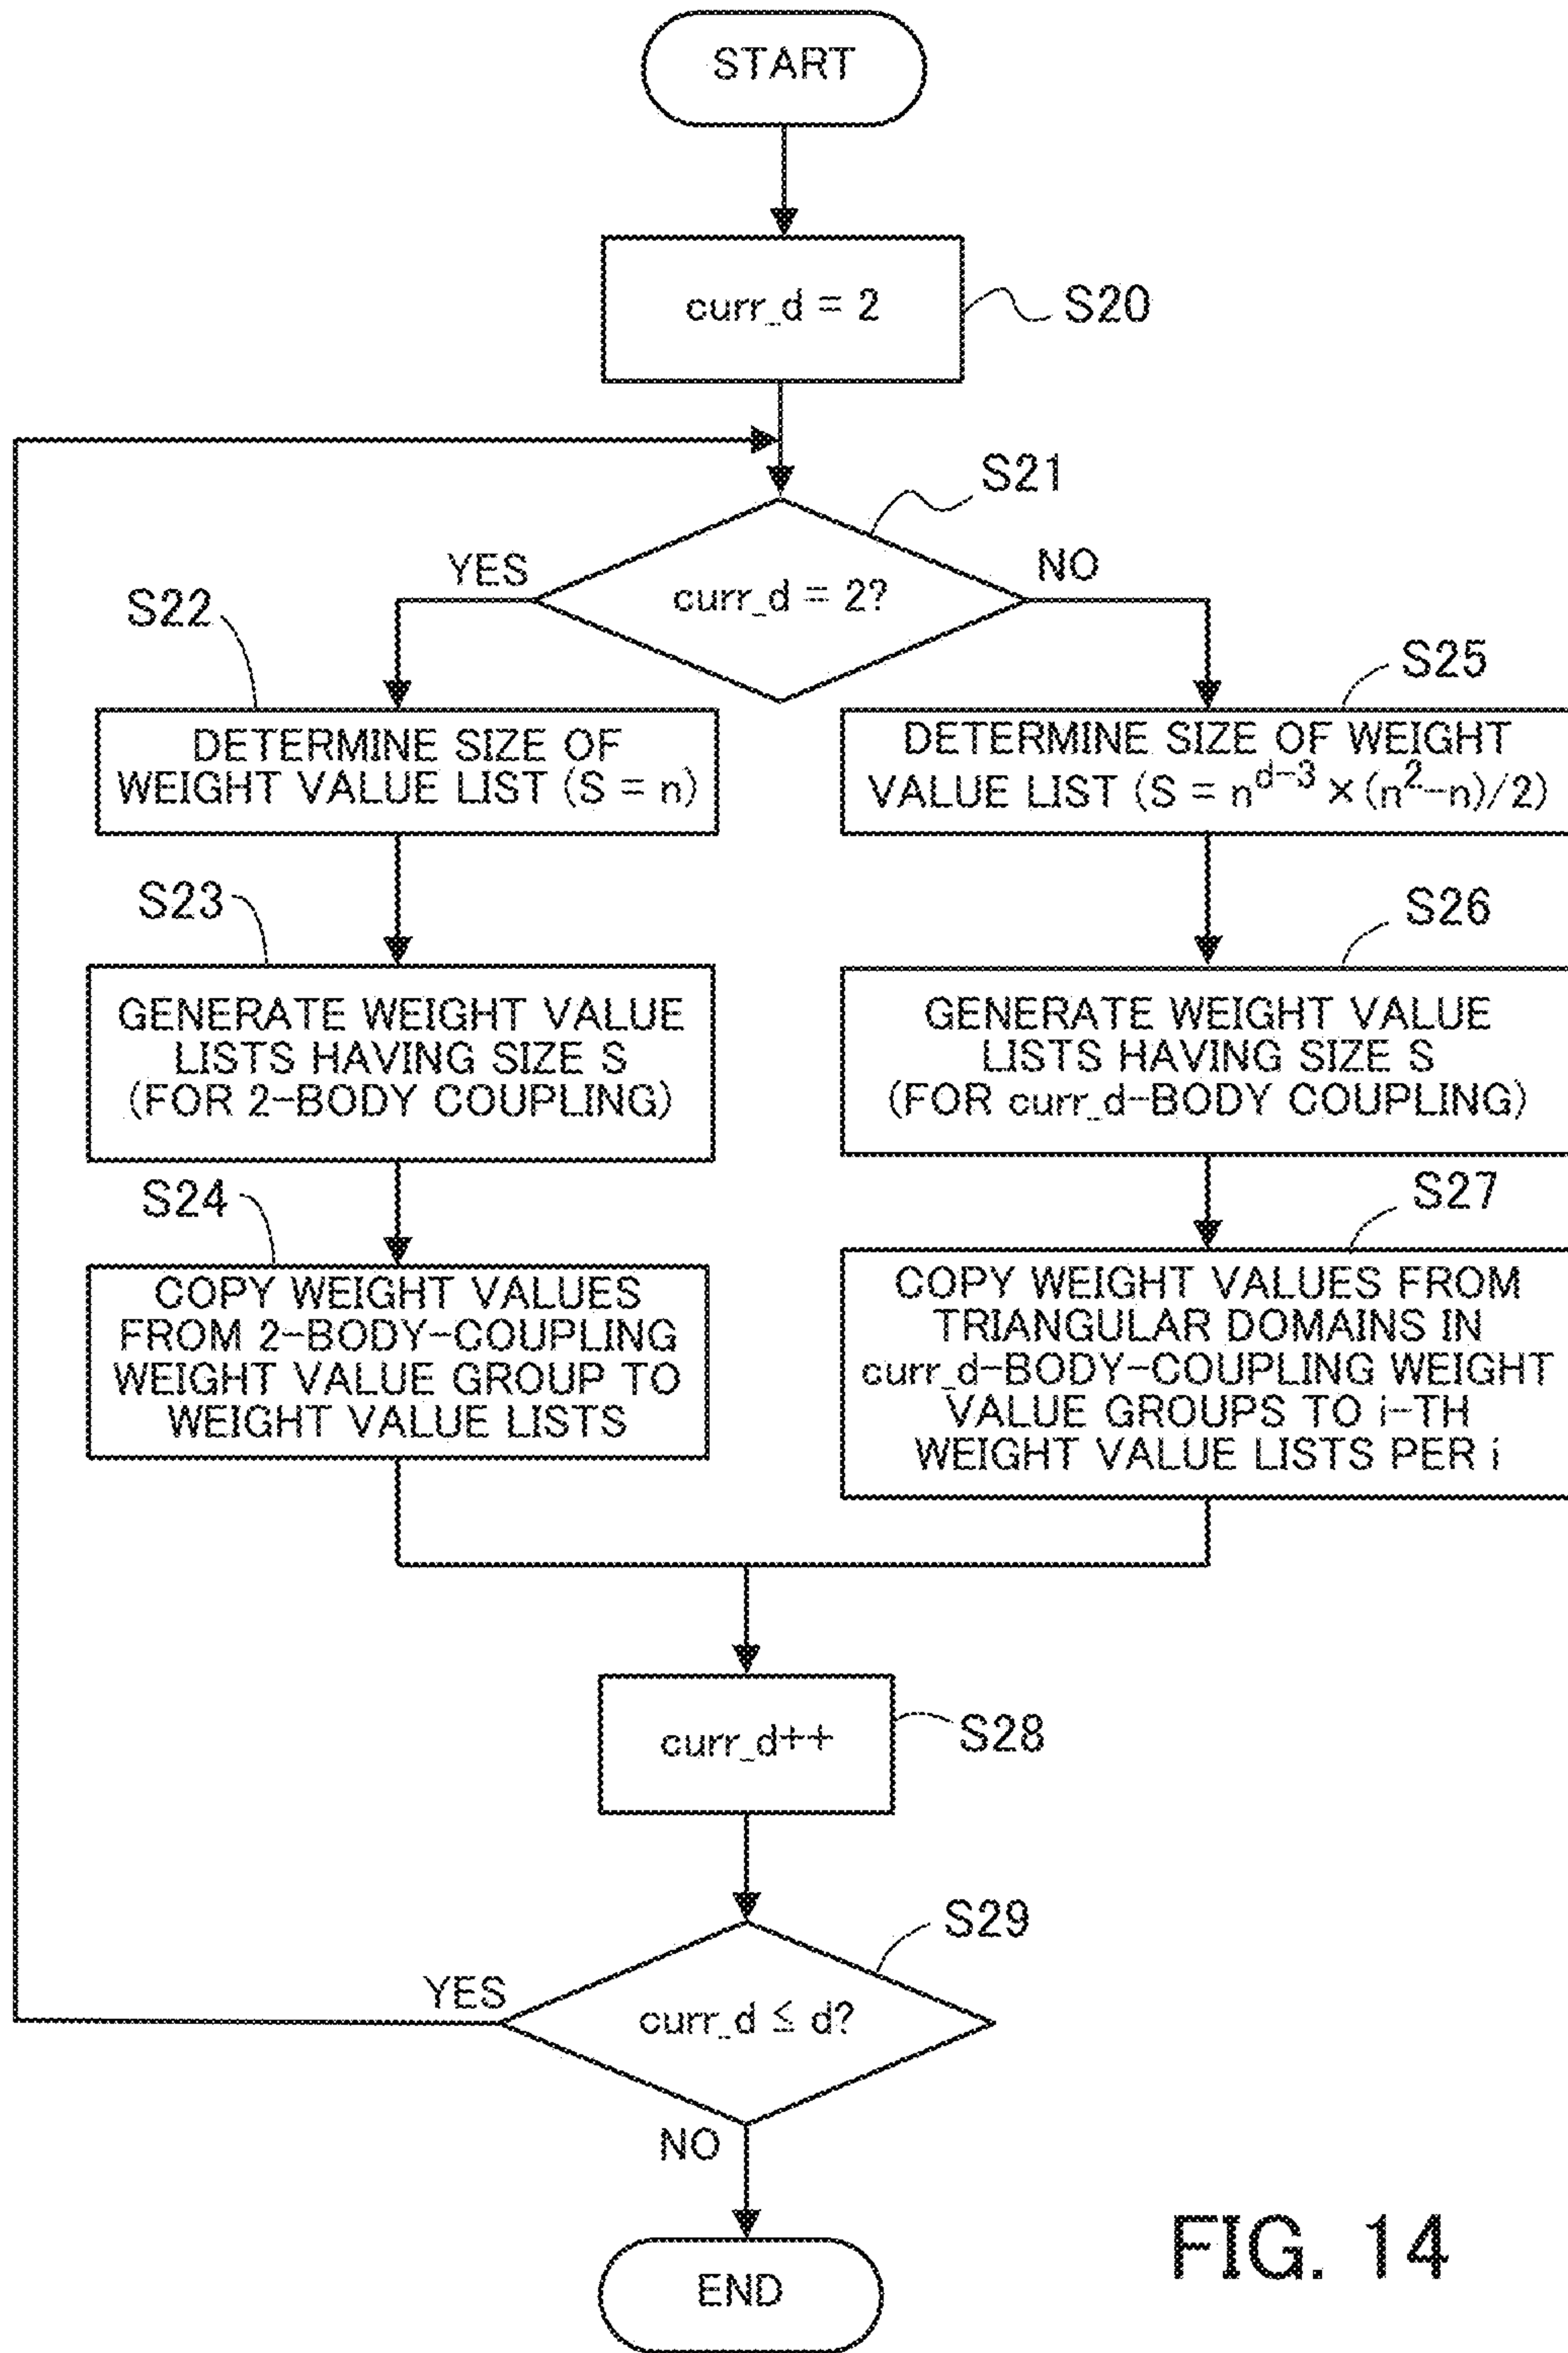 START
curr_d = 2
S20
S21
YES
NO
curr_d = 2?
S22
S25
DETERMINE SIZE OF
WEIGHT VALUE LIST (S = n)
DETERMINE SIZE OF WEIGHT
VALUE LIST (S = n^{d-3} × (n^2-n)/2)
S23
S26
GENERATE WEIGHT VALUE
LISTS HAVING SIZE S
(FOR 2-BODY COUPLING)
GENERATE WEIGHT VALUE
LISTS HAVING SIZE S
(FOR curr_d-BODY COUPLING)
S24
S27
COPY WEIGHT VALUES
FROM 2-BODY-COUPLING
WEIGHT VALUE GROUP TO
WEIGHT VALUE LISTS
COPY WEIGHT VALUES FROM
TRIANGULAR DOMAINS IN
curr_d-BODY-COUPLING WEIGHT
VALUE GROUPS TO i-TH
WEIGHT VALUE LISTS PER i
curr_d++
S28
S29
YES
curr_d ≤ d?
NO
END
FIG. 14